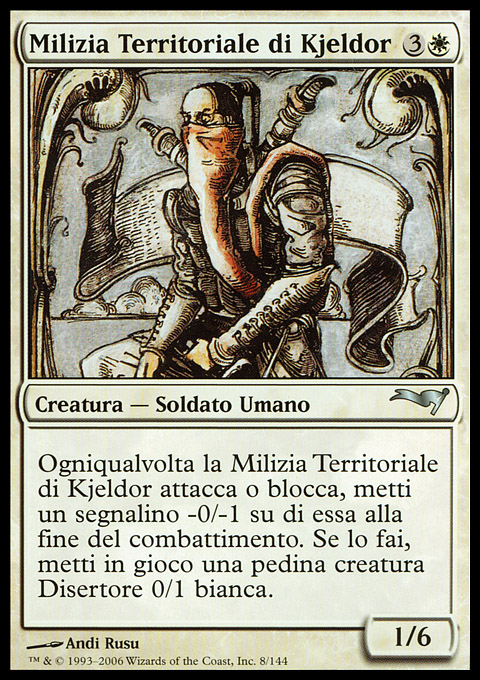 Milizia Territoriale di Kjeldor 3
Creatura — Soldato Umano
Ogniqualvolta la Milizia Territoriale
di Kjeldor attacca o blocca, metti
un segnalino -0/-1 su di essa alla
fine del combattimento. Se lo fai,
metti in gioco una pedina creatura
Disertore 0/1 bianca.
Andi Rusu
1/6
™ & © 1993–2006 Wizards of the Coast, Inc. 8/144